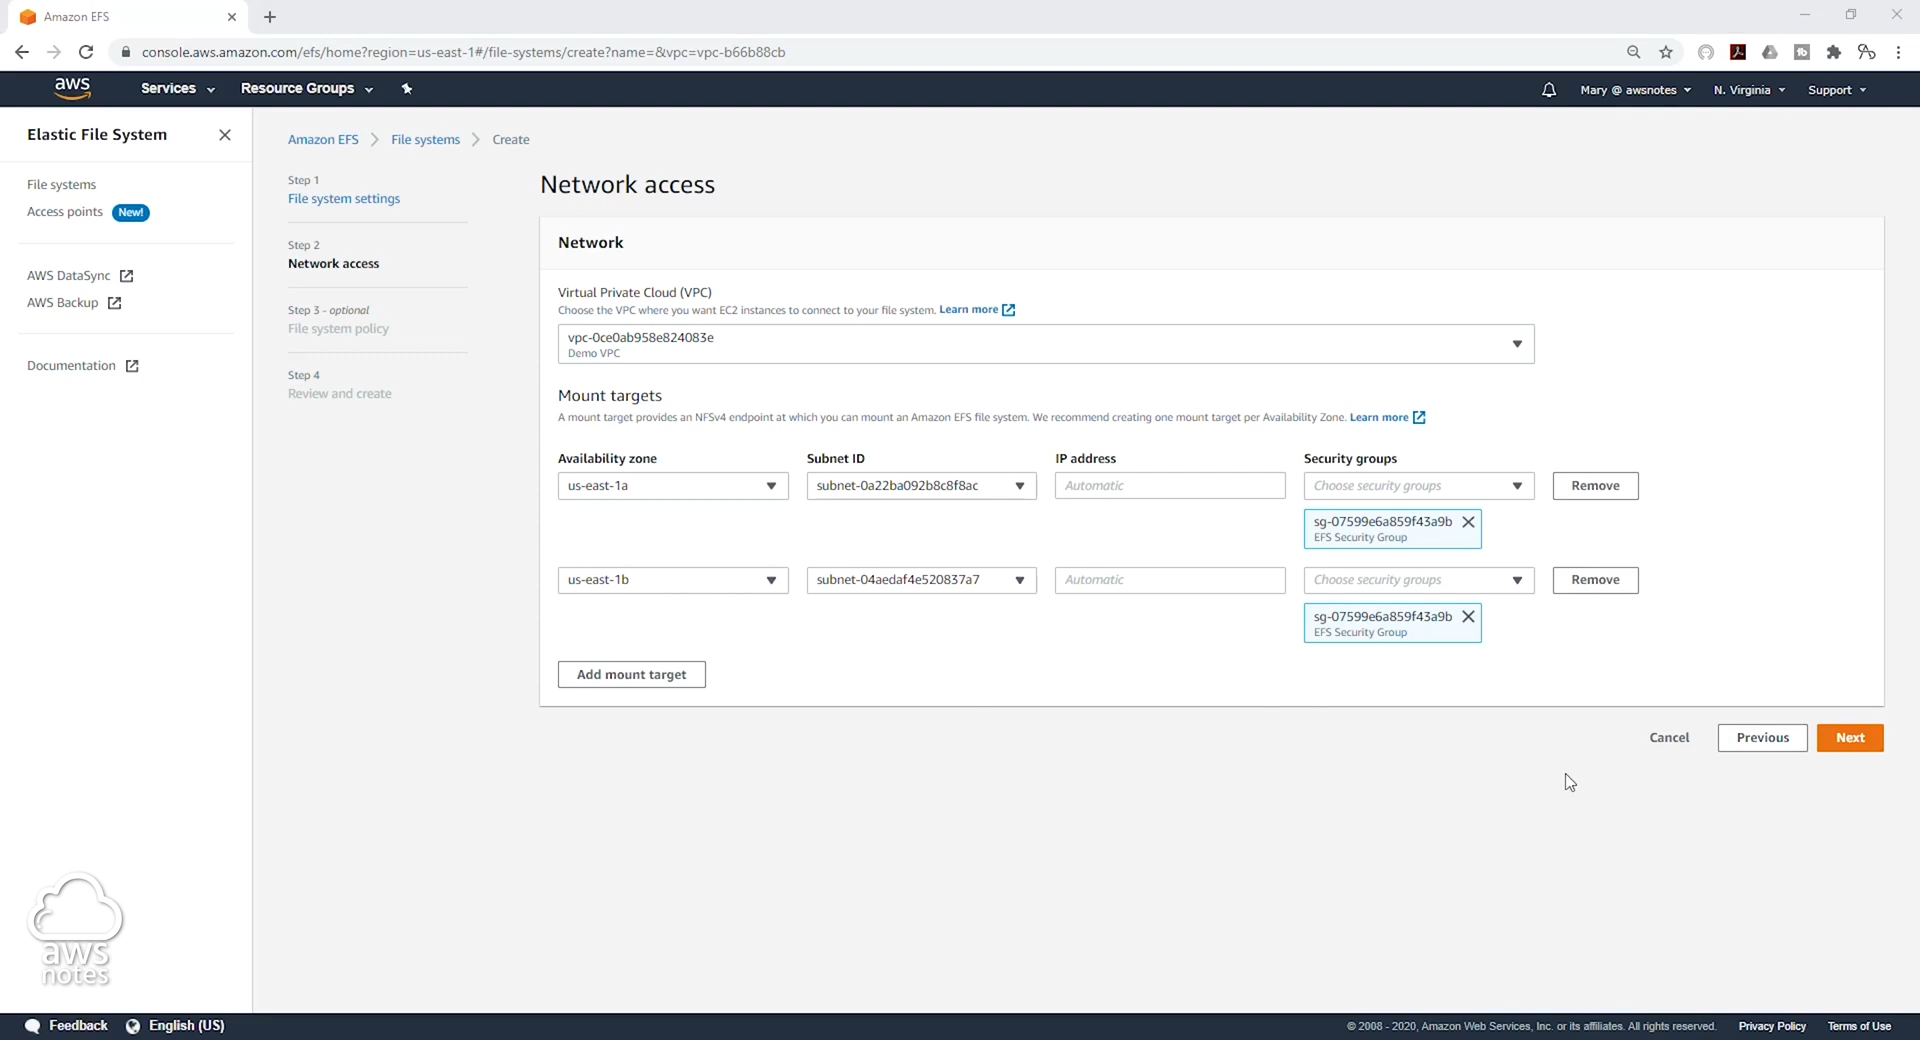 Amazon EFS
console.aws.amazon.com/efs/home?region=us-east-1#/file-systems/create?name=&vpc=vpc-b66b88cb
aws Services Resource Groups Mary @ awsnotes N. Virginia Support
Elastic File System
File systems
Access points New!
AWS DataSync
AWS Backup
Documentation
Amazon EFS File systems Create
Step 1
File system settings
Step 2
Network access
Step 3 - optional
File system policy
Step 4
Review and create
Network access
Network
Virtual Private Cloud (VPC)
Choose the VPC where you want EC2 instances to connect to your file system. Learn more
vpc-0ce0ab958e824083e
Demo VPC
Mount targets
A mount target provides an NFSv4 endpoint at which you can mount an Amazon EFS file system. We recommend creating one mount target per Availability Zone. Learn more
Availability zone Subnet ID IP address Security groups
us-east-1a subnet-0a22ba092b8c8f8ac Automatic Choose security groups Remove
sg-07599e6a859f43a9b
EFS Security Group
us-east-1b subnet-04aedaf4e520837a7 Automatic Choose security groups Remove
sg-07599e6a859f43a9b
EFS Security Group
Add mount target
Cancel Previous Next
aws
notes
Feedback English (US) © 2008 - 2020, Amazon Web Services, Inc. or its affiliates. All rights reserved. Privacy Policy Terms of Use